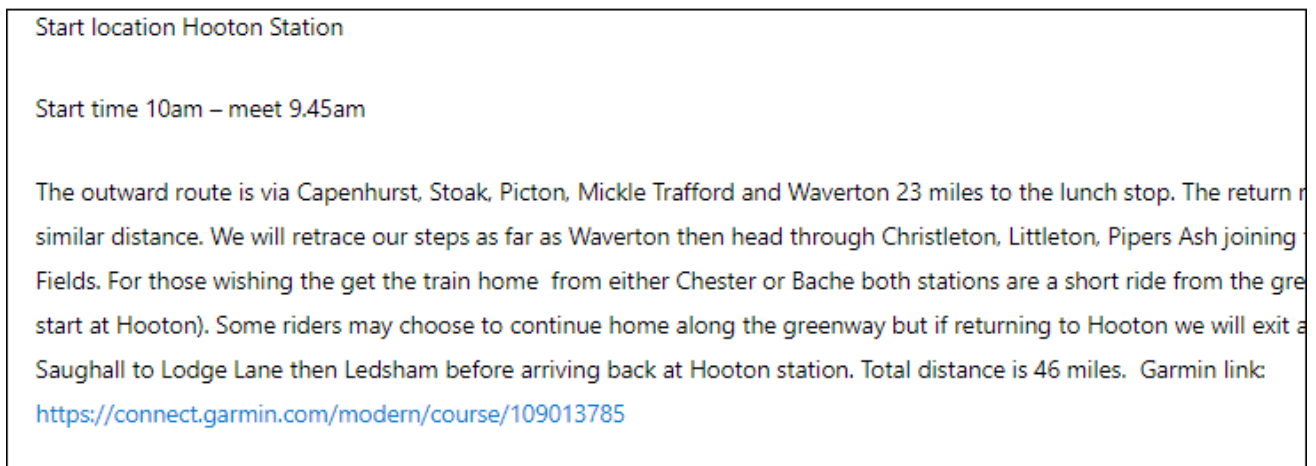 Start location Hooton Station
Start time 10am – meet 9.45am
The outward route is via Capenhurst, Stoak, Picton, Mickle Trafford and Waverton 23 miles to the lunch stop. The return
similar distance. We will retrace our steps as far as Waverton then head through Christleton, Littleton, Pipers Ash joining
Fields. For those wishing the get the train home  from either Chester or Bache both stations are a short ride from the
start at Hooton). Some riders may choose to continue home along the greenway but if returning to Hooton we will exit
Saughall to Lodge Lane then Ledsham before arriving back at Hooton station. Total distance is 46 miles.  Garmin link:
https://connect.garmin.com/modern/course/109013785